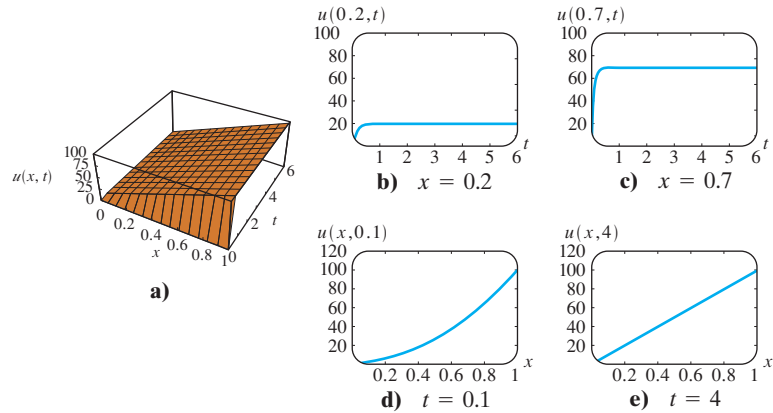 u(x, t)
100
75
50
25
0
0
0.2
0.4
0.6
0.8
1
x
0
2
4
6
t
a)
u(0.2,t)
100
80
60
40
20
1 2 3 4 5 6
t
b) x = 0.2
u(0.7,t)
100
80
60
40
20
1 2 3 4 5 6
t
c) x = 0.7
u(x,0.1)
120
100
80
60
40
20
0.2 0.4 0.6 0.8 1
x
d) t = 0.1
u(x,4)
120
100
80
60
40
20
0.2 0.4 0.6 0.8 1
x
e) t = 4